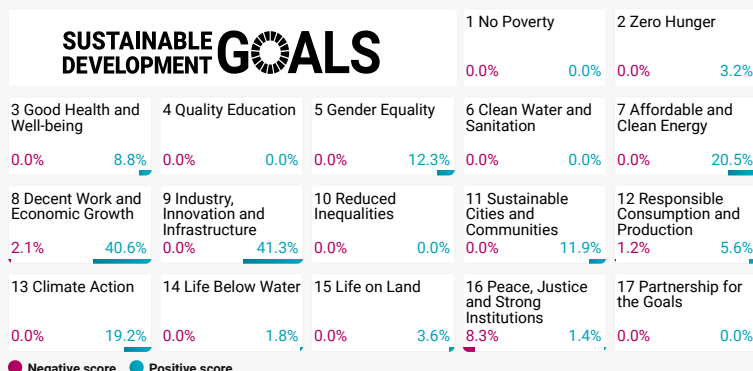 SUSTAINABLE
DEVELOPMENT
GOALS
1 No Poverty
0.0% 0.0%
2 Zero Hunger
0.0% 3.2%
3 Good Health and
Well-being
0.0% 8.8%
4 Quality Education
0.0% 0.0%
5 Gender Equality
0.0% 12.3%
6 Clean Water and
Sanitation
0.0% 0.0%
7 Affordable and
Clean Energy
0.0% 20.5%
8 Decent Work and
Economic Growth
2.1% 40.6%
9 Industry,
Innovation and
Infrastructure
0.0% 41.3%
10 Reduced
Inequalities
0.0% 0.0%
11 Sustainable
Cities and
Communities
0.0% 11.9%
12 Responsible
Consumption and
Production
1.2% 5.6%
13 Climate Action
0.0% 19.2%
14 Life Below Water
0.0% 1.8%
15 Life on Land
0.0% 3.6%
16 Peace, Justice
and Strong
Institutions
8.3% 1.4%
17 Partnership for
the Goals
0.0% 0.0%
Negative score Positive score